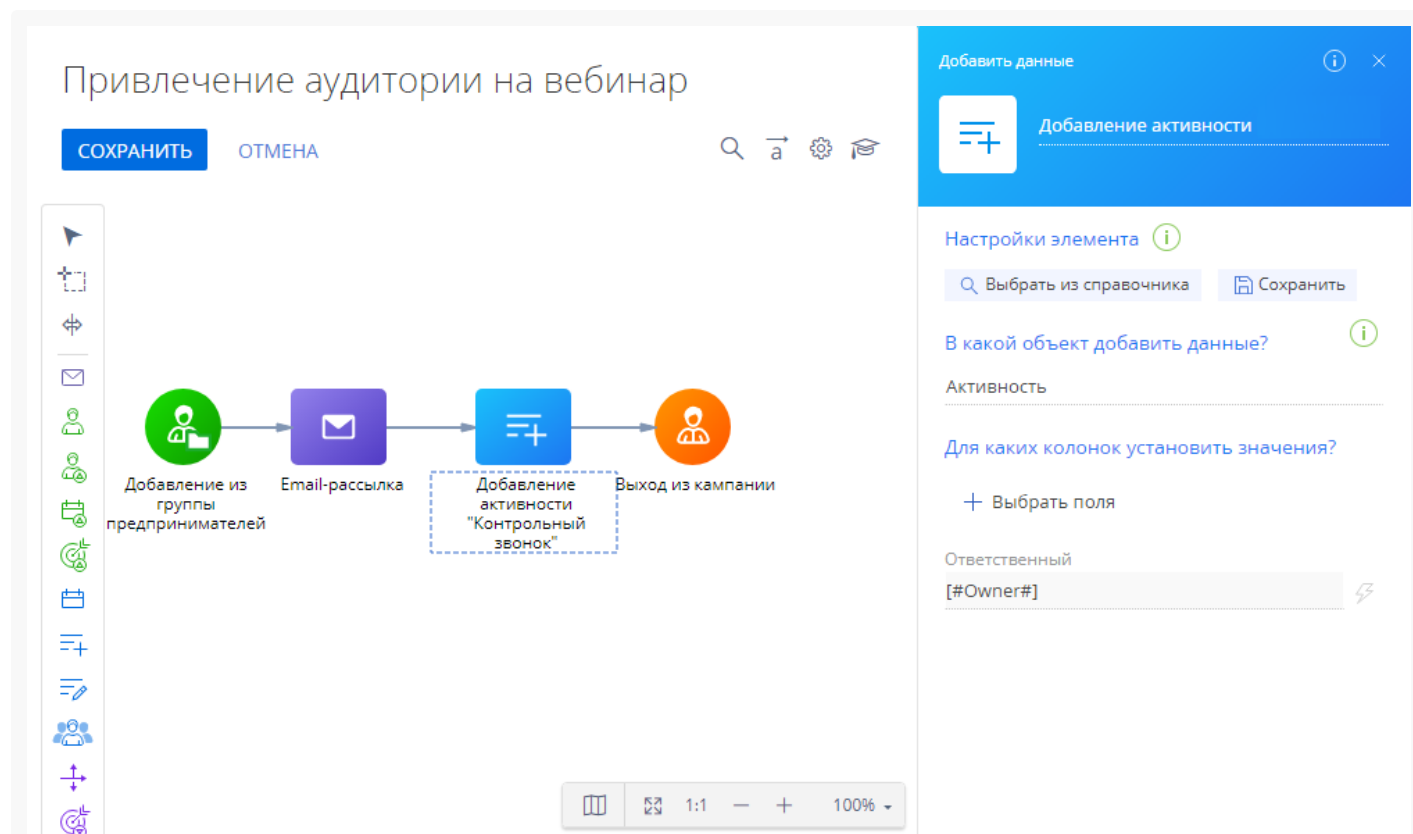 Привлечение аудитории на вебинар
СОХРАНИТЬ
ОТМЕНА
a
Добавление из
группы
предпринимателей
Email-рассылка
Добавление
активности
"Контрольный
звонок"
Выход из кампании
1:1
100%
Добавить данные
Добавление активности
Настройки элемента
Выбрать из справочника
Сохранить
В какой объект добавить данные?
Активность
Для каких колонок установить значения?
Выбрать поля
Ответственный
[#Owner#]